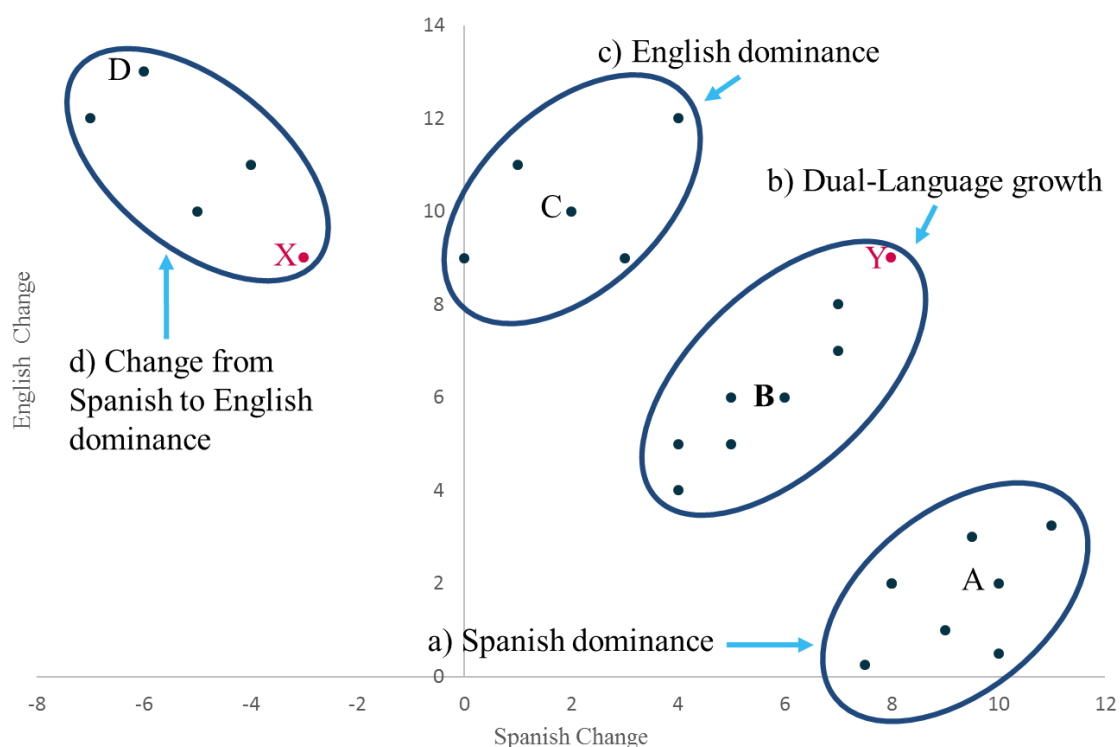 14
D
c) English dominance
12
b) Dual-Language growth
C
10
X
Y
8
d) Change from
Spanish to English
dominance
English Change
6
B
4
2
A
a) Spanish dominance
0
-8 -6 -4 -2 0 2 4 6 8 10 12
Spanish Change